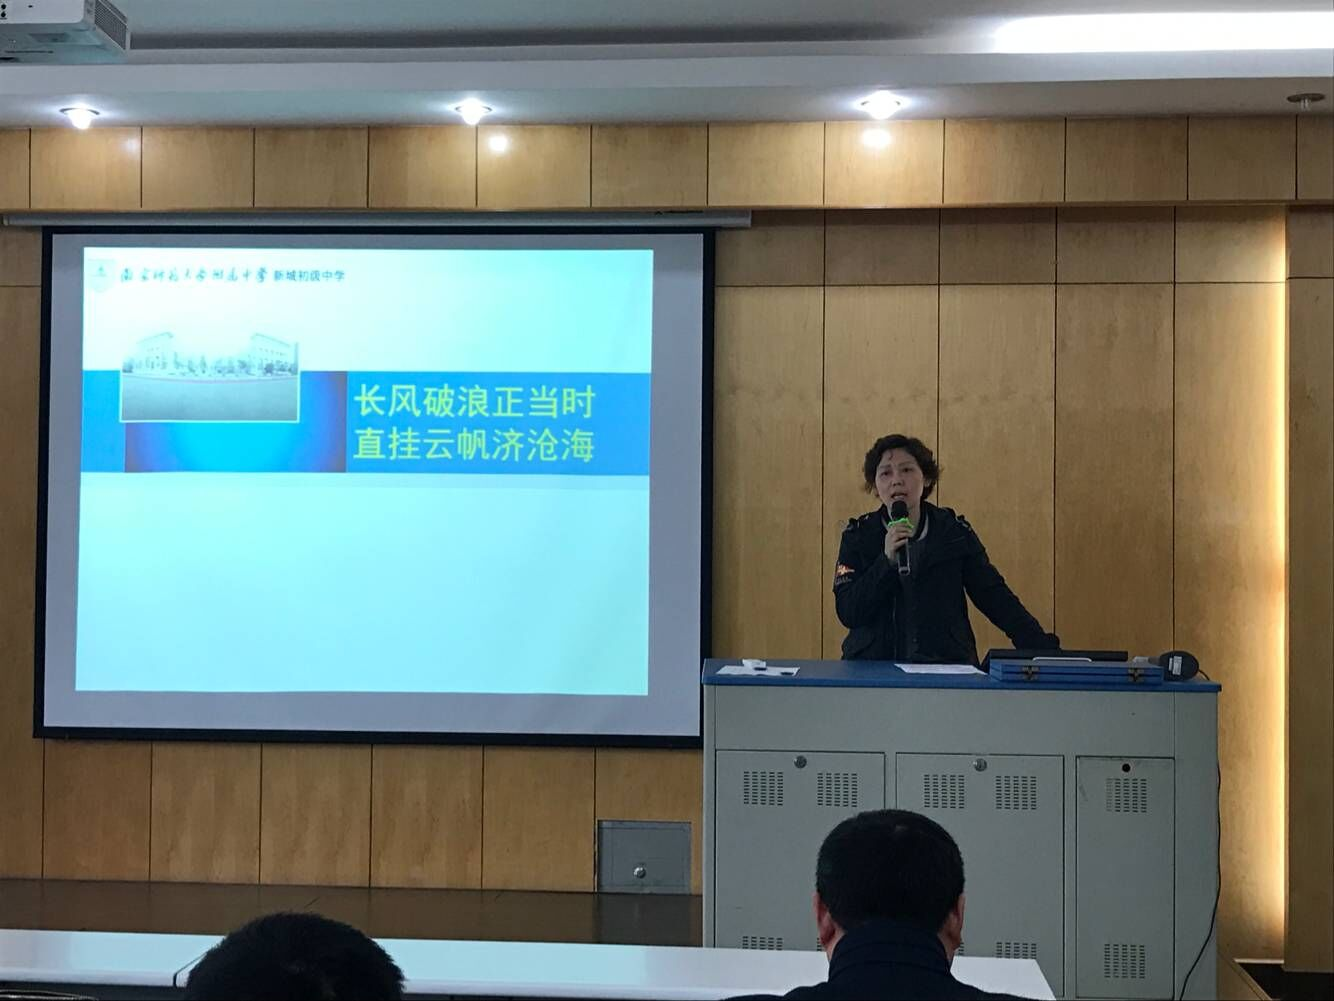 南京师范大学附属中学 新城初级中学
长风破浪正当时
直挂云帆济沧海